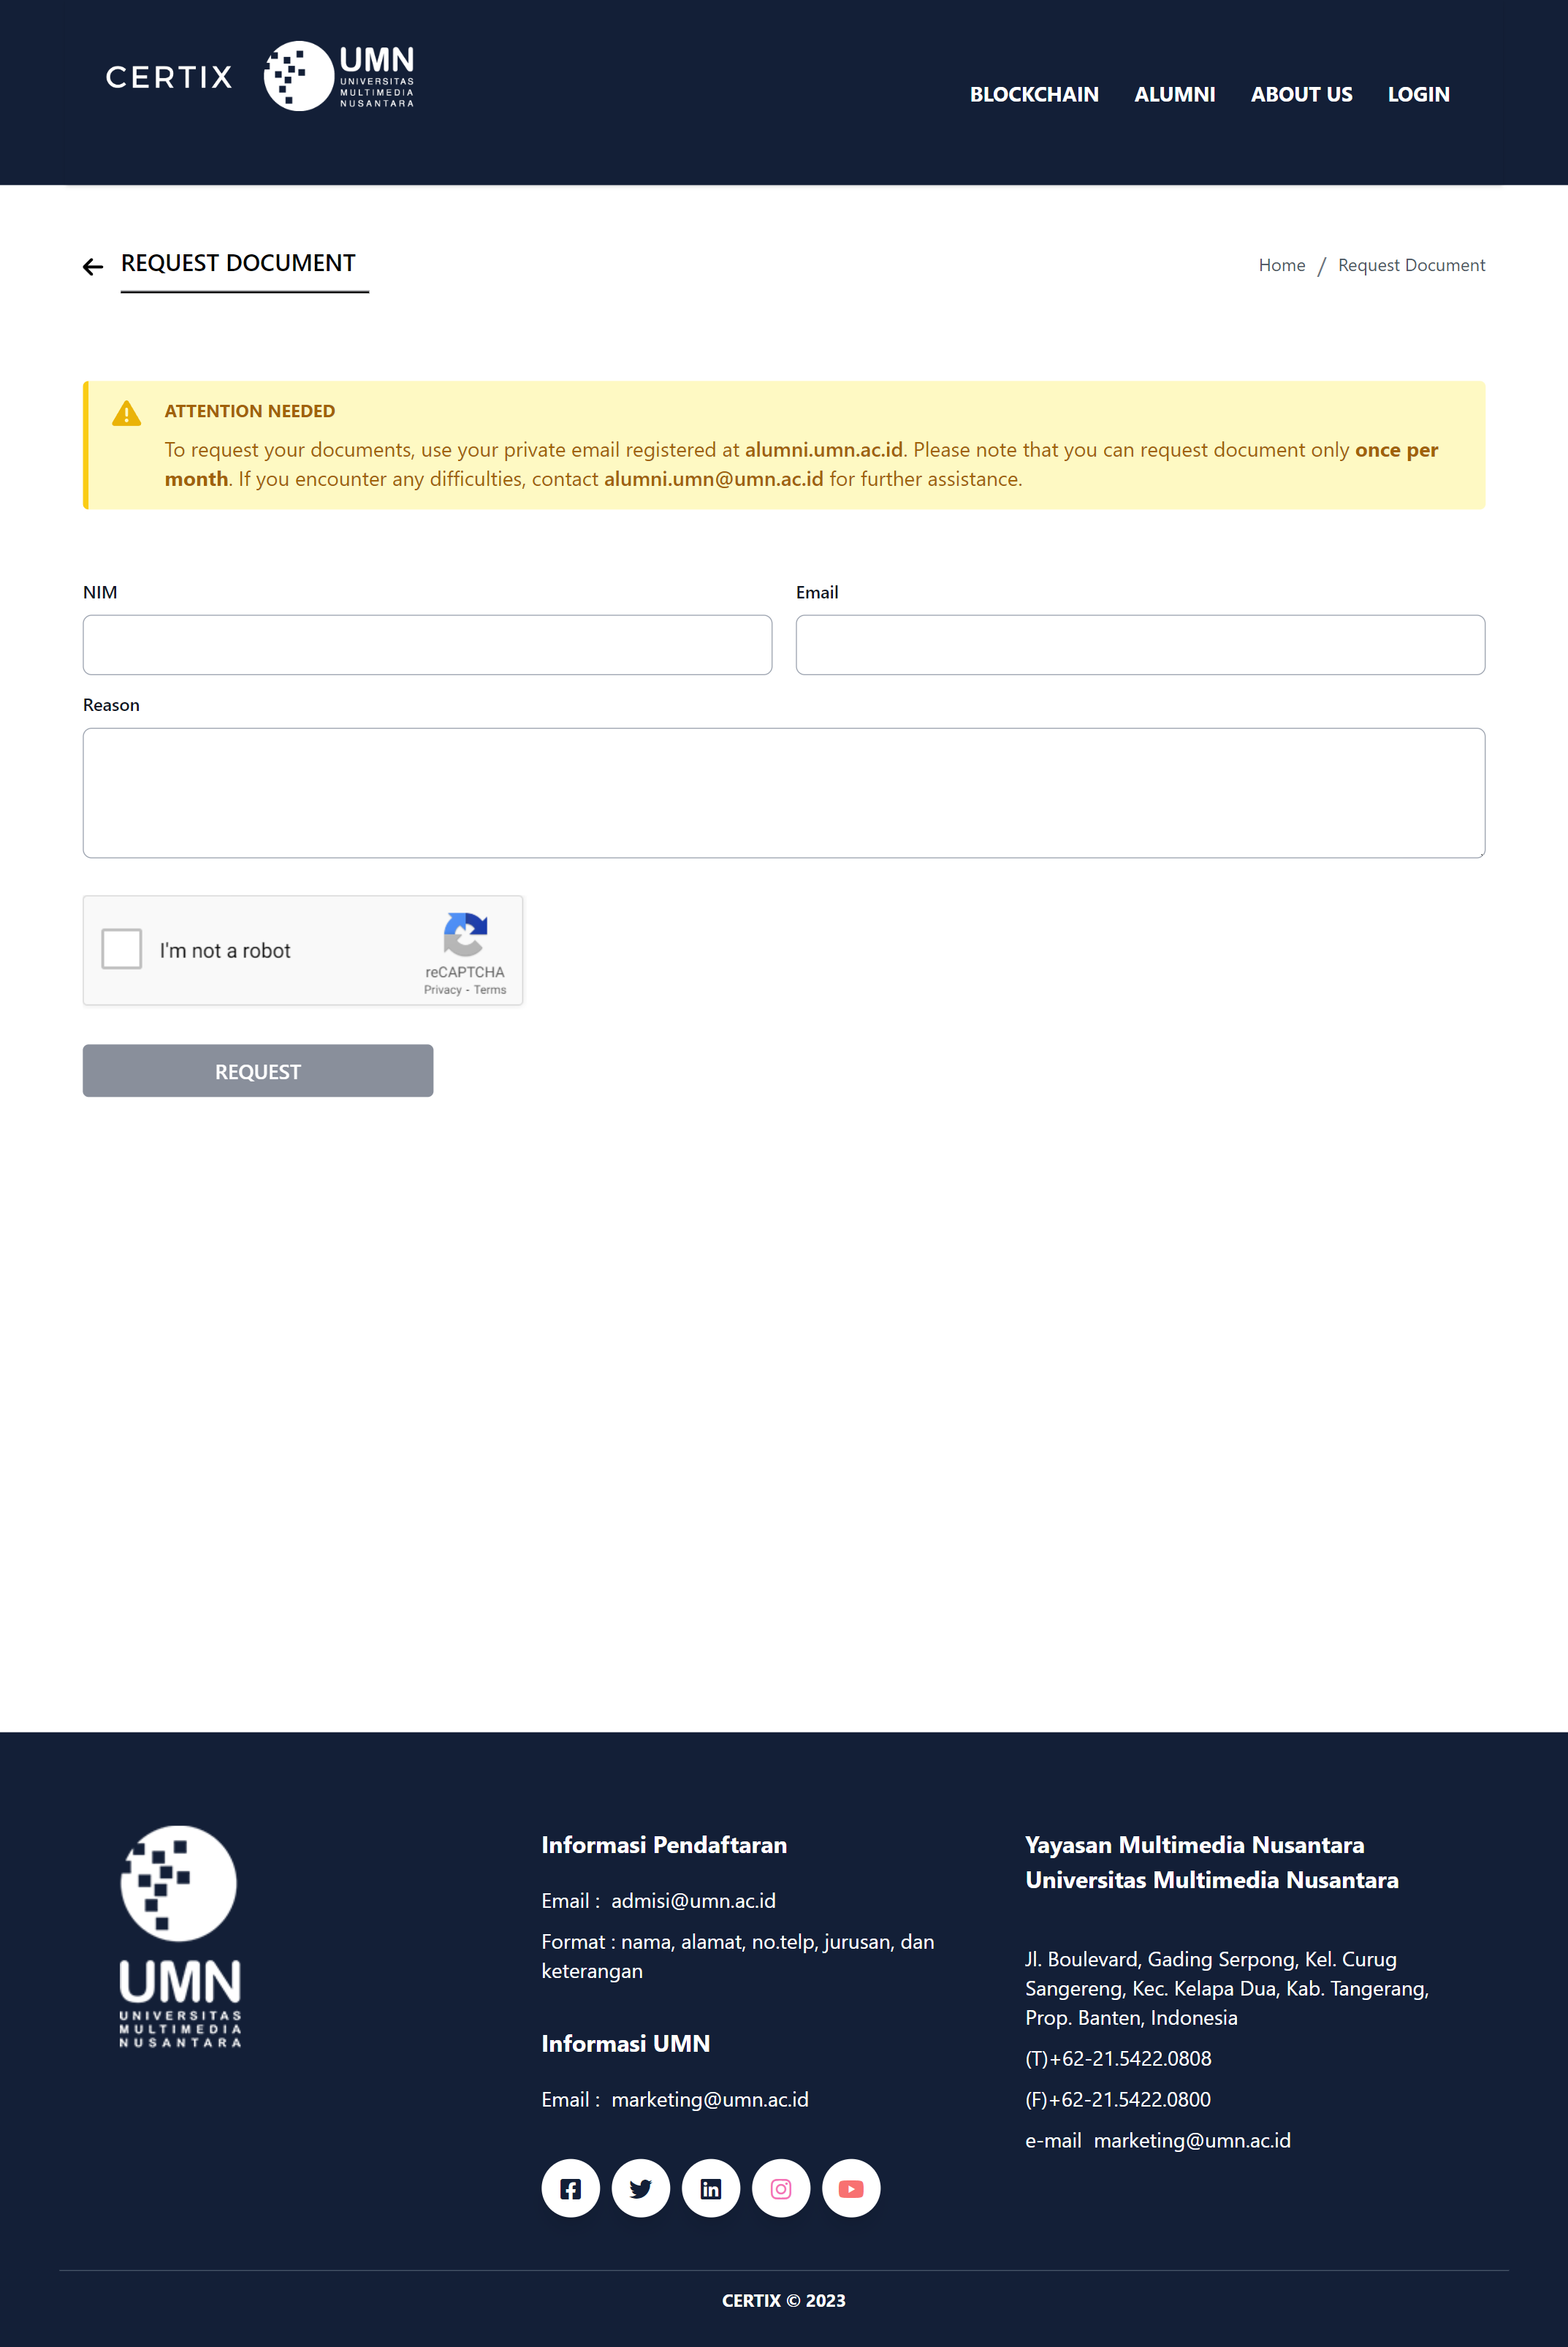 CERTIX
UMN
UNIVERSITAS
MULTIMEDIA
NUSANTARA
BLOCKCHAIN ALUMNI ABOUT US LOGIN
REQUEST DOCUMENT
Home / Request Document
ATTENTION NEEDED
To request your documents, use your private email registered at alumni.umn.ac.id. Please note that you can request document only once per
month. If you encounter any difficulties, contact alumni.umn@umn.ac.id for further assistance.
NIM
Email
Reason
I'm not a robot
reCAPTCHA
Privacy - Terms
REQUEST
UMN
UNIVERSITAS
MULTIMEDIA
NUSANTARA
Informasi Pendaftaran
Email : admisi@umn.ac.id
Format : nama, alamat, no.telp, jurusan, dan
keterangan
Informasi UMN
Email : marketing@umn.ac.id
Yayasan Multimedia Nusantara
Universitas Multimedia Nusantara
Jl. Boulevard, Gading Serpong, Kel. Curug
Sangereng, Kec. Kelapa Dua, Kab. Tangerang,
Prop. Banten, Indonesia
(T)+62-21.5422.0808
(F)+62-21.5422.0800
e-mail marketing@umn.ac.id
CERTIX © 2023